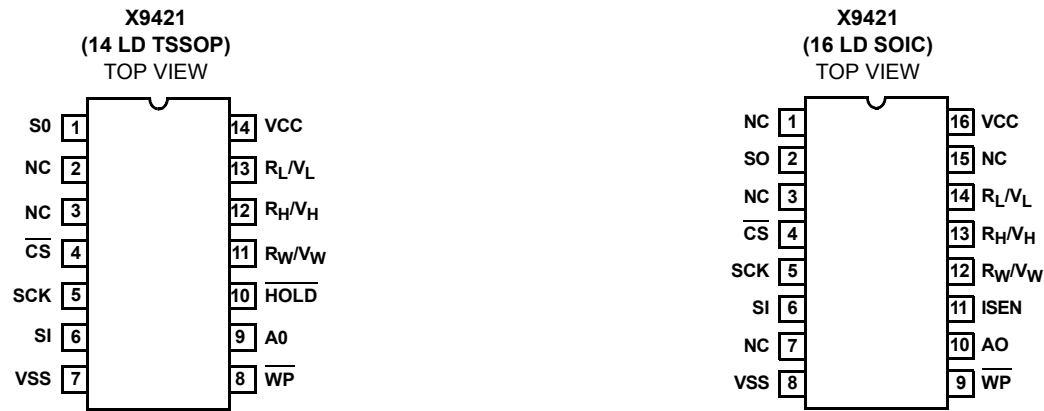 X9421
(14 LD TSSOP)
TOP VIEW
S0 1 14 VCC
NC 2 13 RL/VL
NC 3 12 RH/VH
CS 4 11 RW/VW
SCK 5 10 HOLD
SI 6 9 A0
VSS 7 8 WP
X9421
(16 LD SOIC)
TOP VIEW
NC 1 16 VCC
SO 2 15 NC
NC 3 14 RL/VL
CS 4 13 RH/VH
SCK 5 12 RW/VW
SI 6 11 ISEN
NC 7 10 AO
VSS 8 9 WP